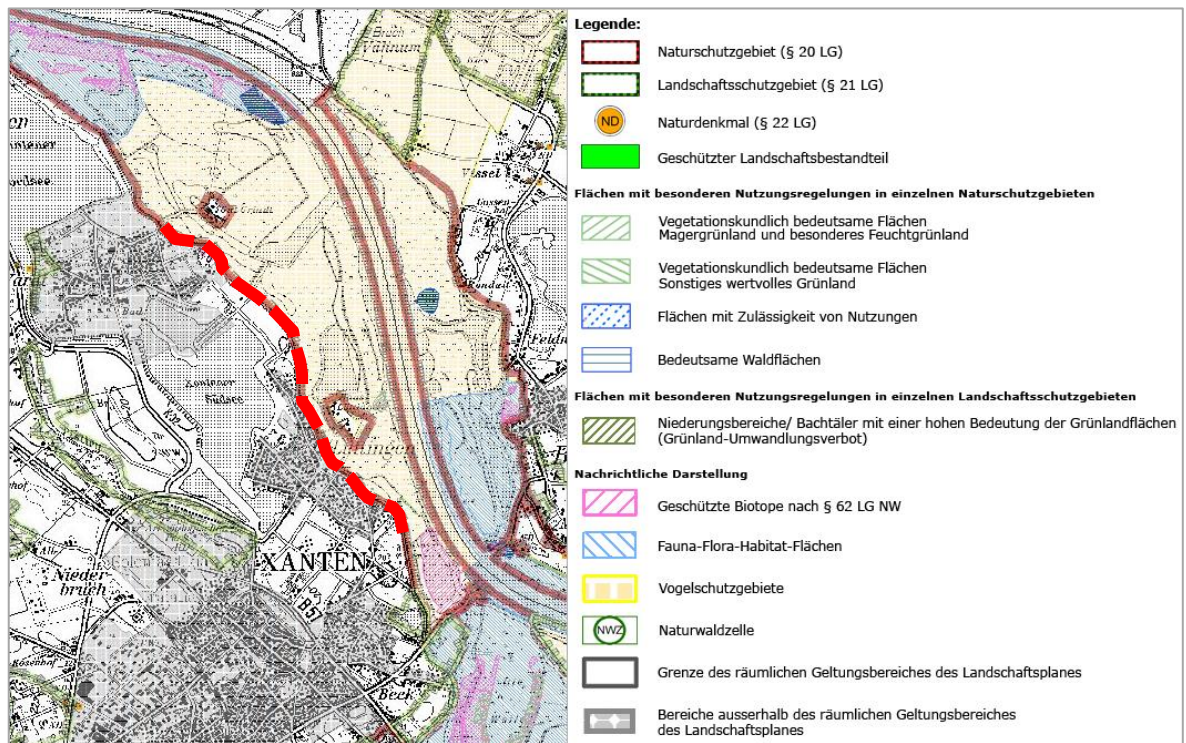 Legende:
Naturschutzgebiet (§ 20 LG)
Landschaftsschutzgebiet (§ 21 LG)
ND
Naturdenkmal (§ 22 LG)
Geschützter Landschaftsbestandteil
Flächen mit besonderen Nutzungsregelungen in einzelnen Naturschutzgebieten
Vegetationskundlich bedeutsame Flächen
Magergrünland und besonderes Feuchtgrünland
Vegetationskundlich bedeutsame Flächen
Sonstiges wertvolles Grünland
Flächen mit Zulässigkeit von Nutzungen
Bedeutsame Waldflächen
Flächen mit besonderen Nutzungsregelungen in einzelnen Landschaftsschutzgebieten
Niederungsbereiche/ Bachtäler mit einer hohen Bedeutung der Grünlandflächen
(Grünland-Umwandlungsverbot)
Nachrichtliche Darstellung
Geschützte Biotope nach § 62 LG NW
Fauna-Flora-Habitat-Flächen
Vogelschutzgebiete
NWZ
Naturwaldzelle
Grenze des räumlichen Geltungsbereiches des Landschaftsplanes
Bereiche ausserhalb des räumlichen Geltungsbereiches
des Landschaftsplanes
Vissel
Xantener
Südsee
XANTEN
B57
Nieder
bruch
Beck